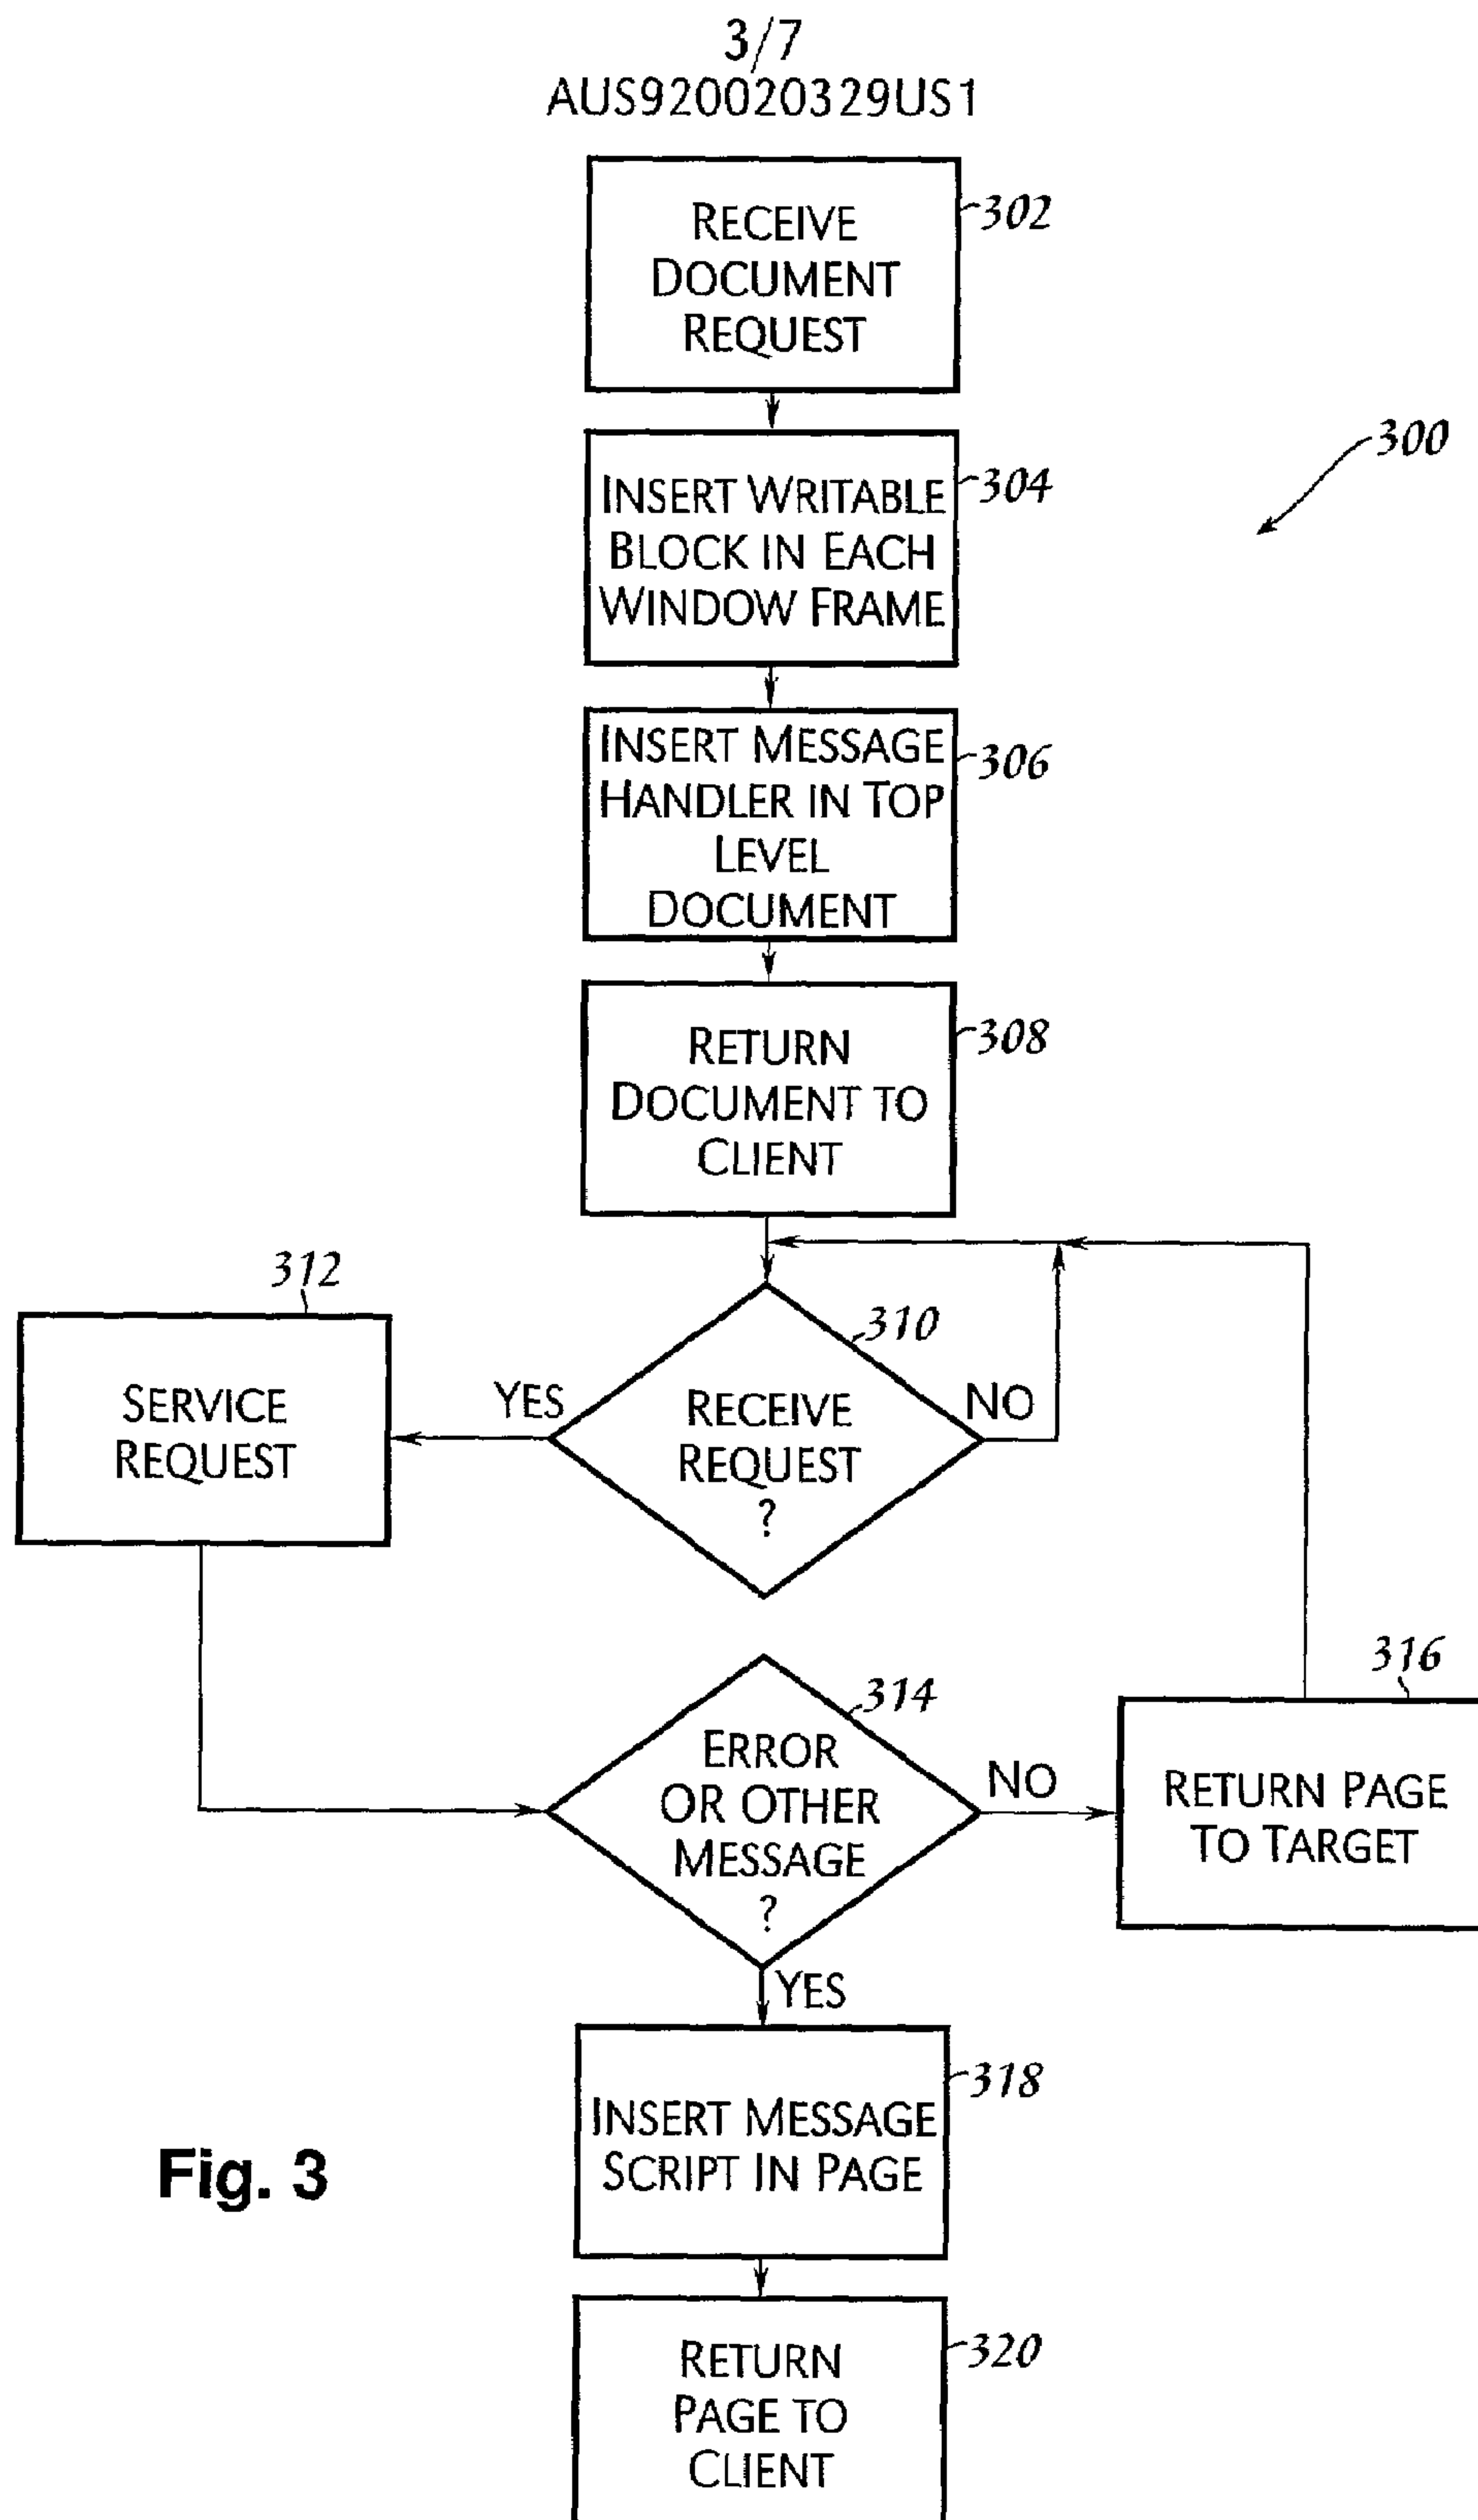 3/7
AUS920020329US1
RECEIVE
DOCUMENT
REQUEST
302
INSERT WRITABLE
BLOCK IN EACH
WINDOW FRAME
304
300
INSERT MESSAGE
HANDLER IN TOP
LEVEL
DOCUMENT
306
RETURN
DOCUMENT TO
CLIENT
308
312
SERVICE
REQUEST
YES
310
RECEIVE
REQUEST
?
NO
314
ERROR
OR OTHER
MESSAGE
?
NO
316
RETURN PAGE
TO TARGET
YES
INSERT MESSAGE
SCRIPT IN PAGE
318
Fig. 3
RETURN
PAGE TO
CLIENT
320